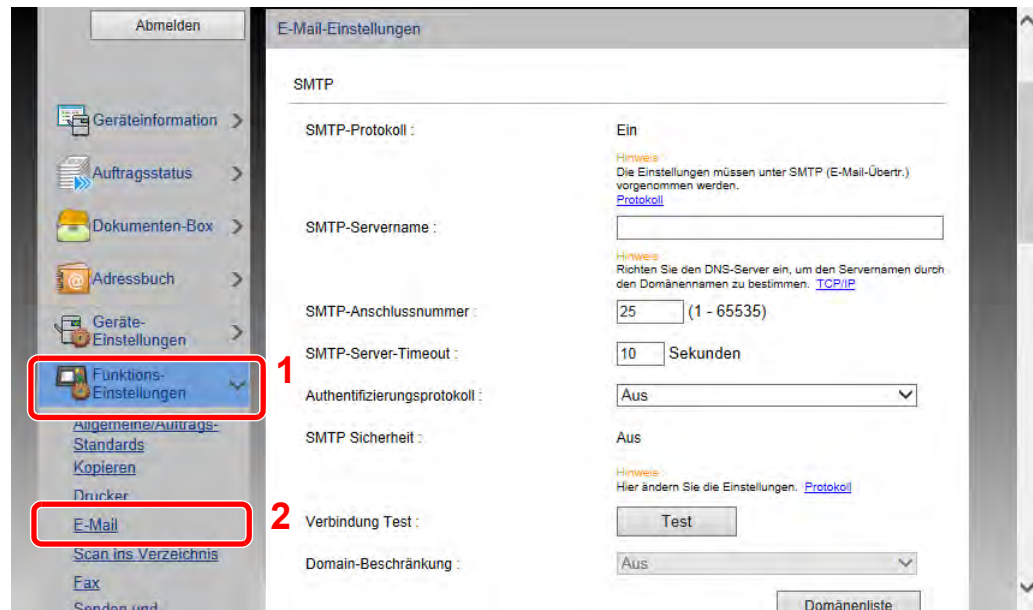 Abmelden
E-Mail-Einstellungen
SMTP
Geräteinformation
SMTP-Protokoll :
Ein
Hinweis
Die Einstellungen müssen unter SMTP (E-Mail-Übertr.)
vorgenommen werden.
Protokoll
Auftragsstatus
Dokumenten-Box
SMTP-Servername :
Hinweis
Richten Sie den DNS-Server ein, um den Servernamen durch
den Domänennamen zu bestimmen. TCP/IP
Adressbuch
SMTP-Anschlussnummer :
25 (1 - 65535)
Geräte-
Einstellungen
SMTP-Server-Timeout :
10 Sekunden
Funktions-
Einstellungen
1
Authentifizierungsprotokoll :
Aus
Allgemeine/Auftrags-
Standards
SMTP Sicherheit :
Aus
Kopieren
Hinweis
Hier ändern Sie die Einstellungen. Protokoll
Drucker
E-Mail
2
Verbindung Test :
Test
Scan ins Verzeichnis
Domain-Beschränkung :
Aus
Fax
Senden und
Domänenliste